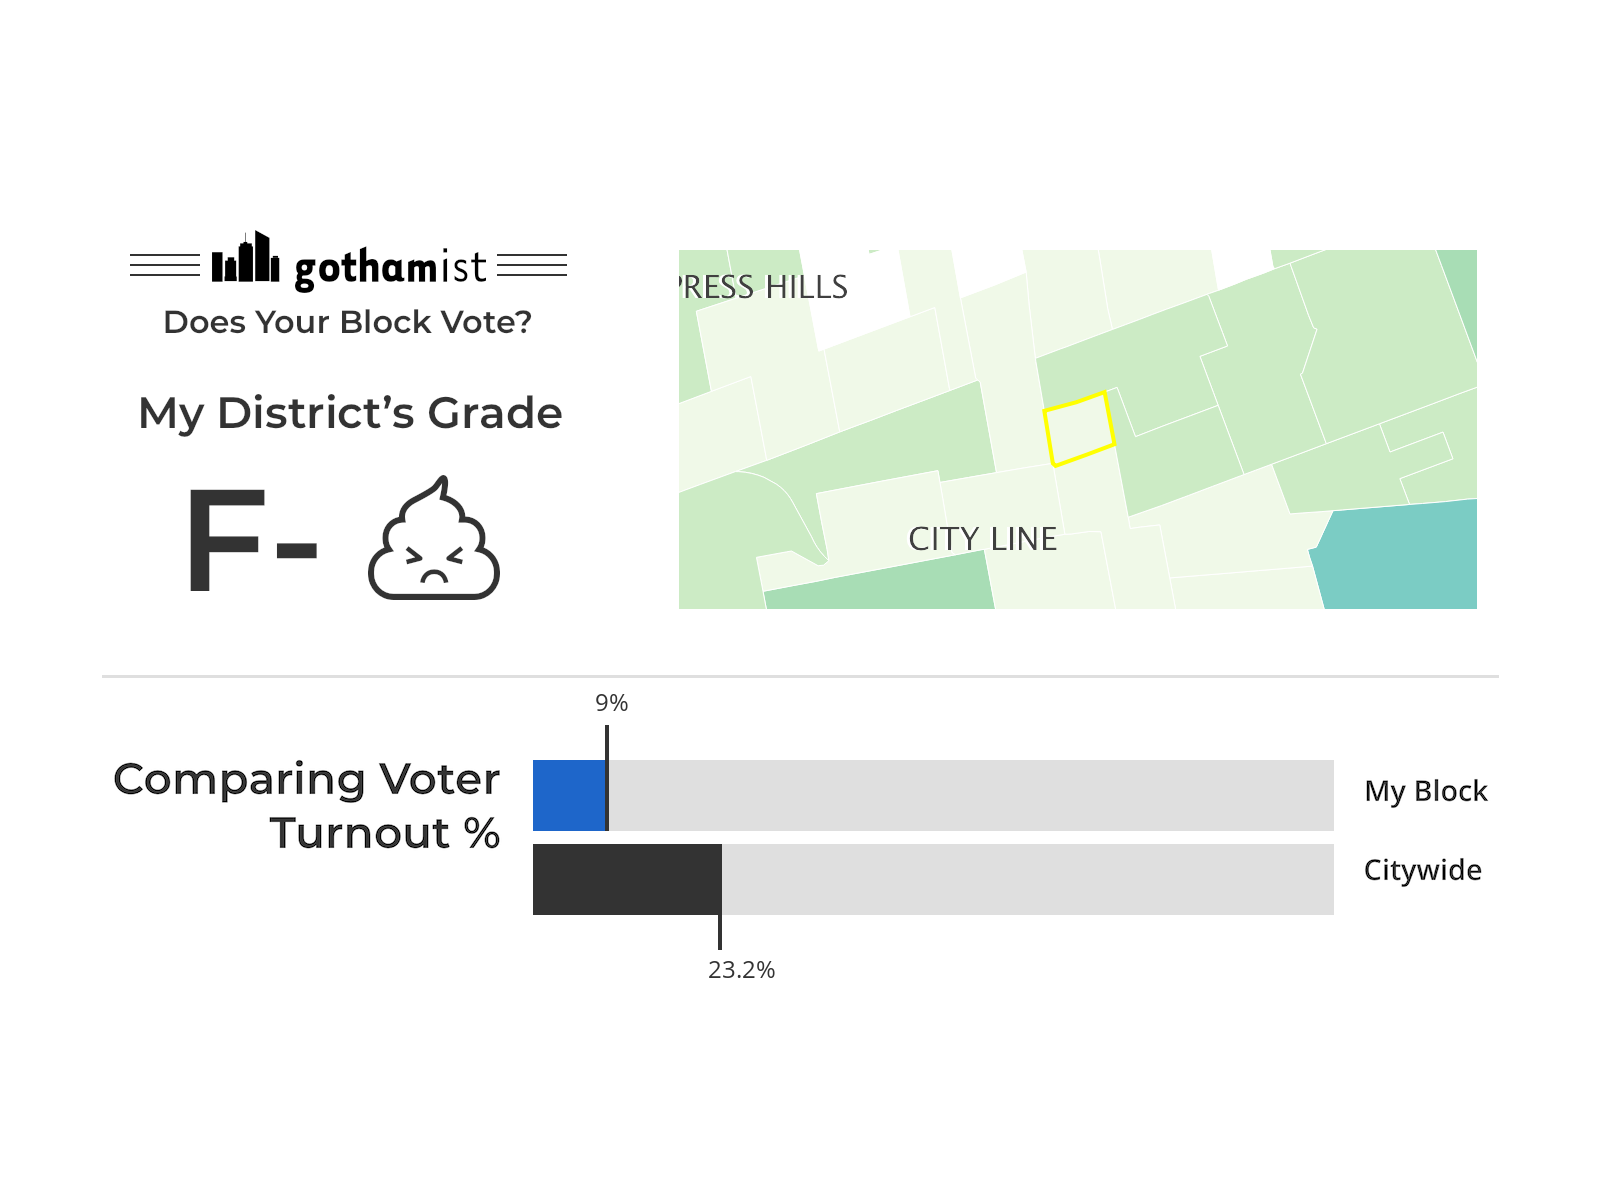 gothamist
Does Your Block Vote?
My District’s Grade
F-
PRESS HILLS
CITY LINE
9%
Comparing Voter
Turnout %
My Block
Citywide
23.2%